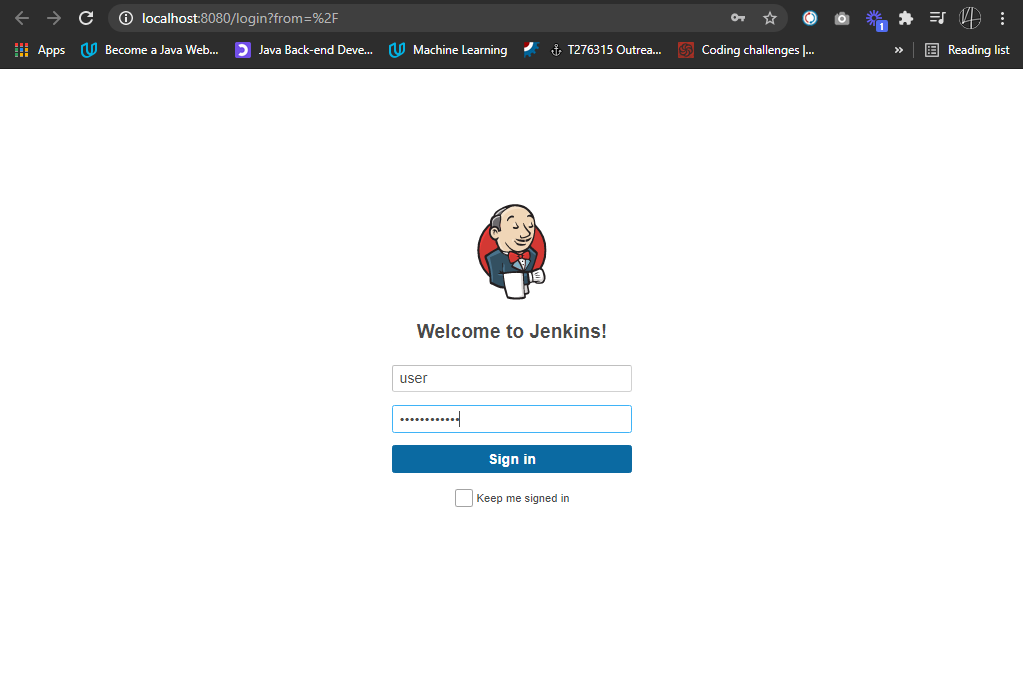 localhost:8080/login?from=%2F
1
Apps Become a Java Web... Java Back-end Deve... Machine Learning T276315 Outrea... Coding challenges |... » Reading list
Welcome to Jenkins!
user
••••••••••••
Sign in
Keep me signed in